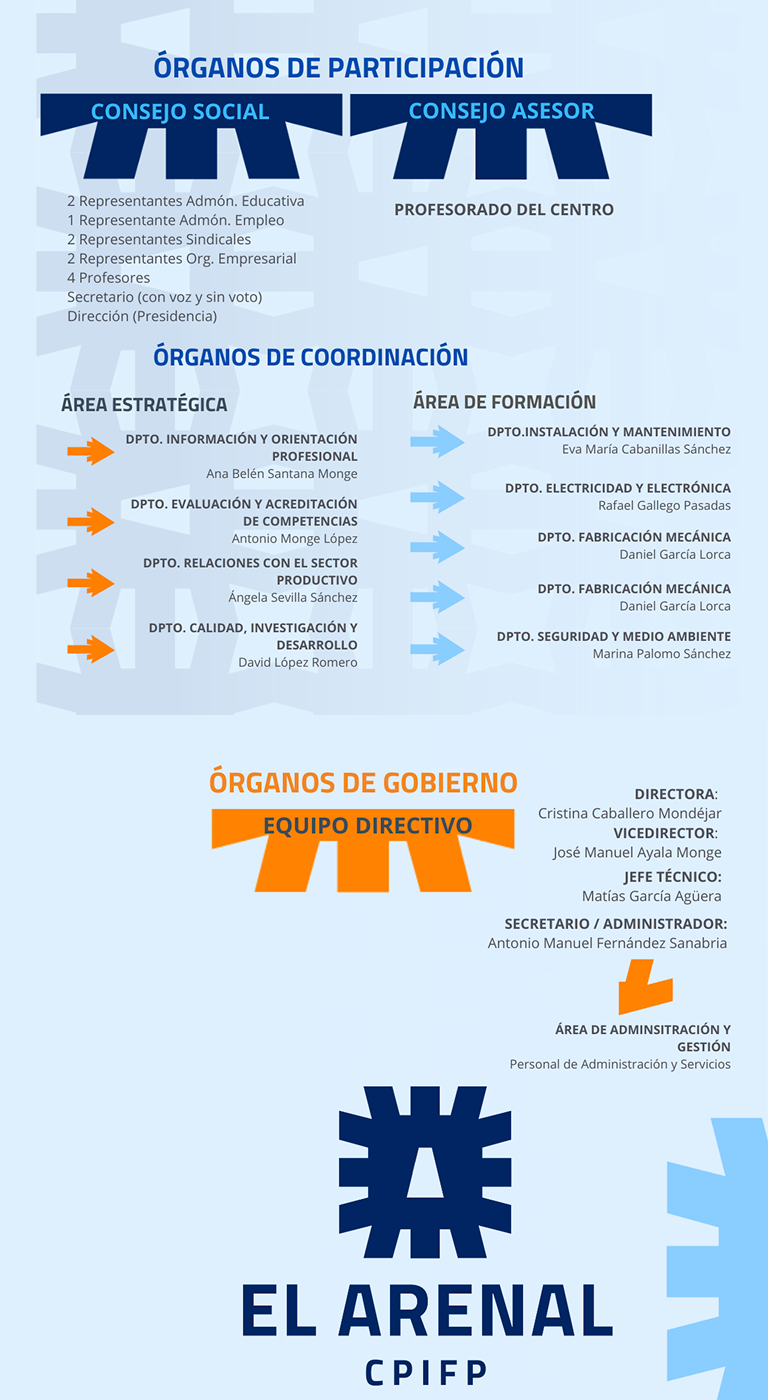 ÓRGANOS DE PARTICIPACIÓN
CONSEJO SOCIAL
2 Representantes Admón. Educativa
1 Representante Admón. Empleo
2 Representantes Sindicales
2 Representantes Org. Empresarial
4 Profesores
Secretario (con voz y sin voto)
Dirección (Presidencia)
CONSEJO ASESOR
PROFESORADO DEL CENTRO
ÓRGANOS DE COORDINACIÓN
ÁREA ESTRATÉGICA
DPTO. INFORMACIÓN Y ORIENTACIÓN
PROFESIONAL
Ana Belén Santana Monge
DPTO. EVALUACIÓN Y ACREDITACIÓN
DE COMPETENCIAS
Antonio Monge López
DPTO. RELACIONES CON EL SECTOR
PRODUCTIVO
Ángela Sevilla Sánchez
DPTO. CALIDAD, INVESTIGACIÓN Y
DESARROLLO
David López Romero
ÁREA DE FORMACIÓN
DPTO.INSTALACIÓN Y MANTENIMIENTO
Eva María Cabanillas Sánchez
DPTO. ELECTRICIDAD Y ELECTRÓNICA
Rafael Gallego Pasadas
DPTO. FABRICACIÓN MECÁNICA
Daniel García Lorca
DPTO. FABRICACIÓN MECÁNICA
Daniel García Lorca
DPTO. SEGURIDAD Y MEDIO AMBIENTE
Marina Palomo Sánchez
ÓRGANOS DE GOBIERNO
EQUIPO DIRECTIVO
DIRECTORA:
Cristina Caballero Mondéjar
VICEDIRECTOR:
José Manuel Ayala Monge
JEFE TÉCNICO:
Matías García Agüera
SECRETARIO / ADMINISTRADOR:
Antonio Manuel Fernández Sanabria
ÁREA DE ADMINSITRACIÓN Y
GESTIÓN
Personal de Administración y Servicios
EL ARENAL
CPIFP